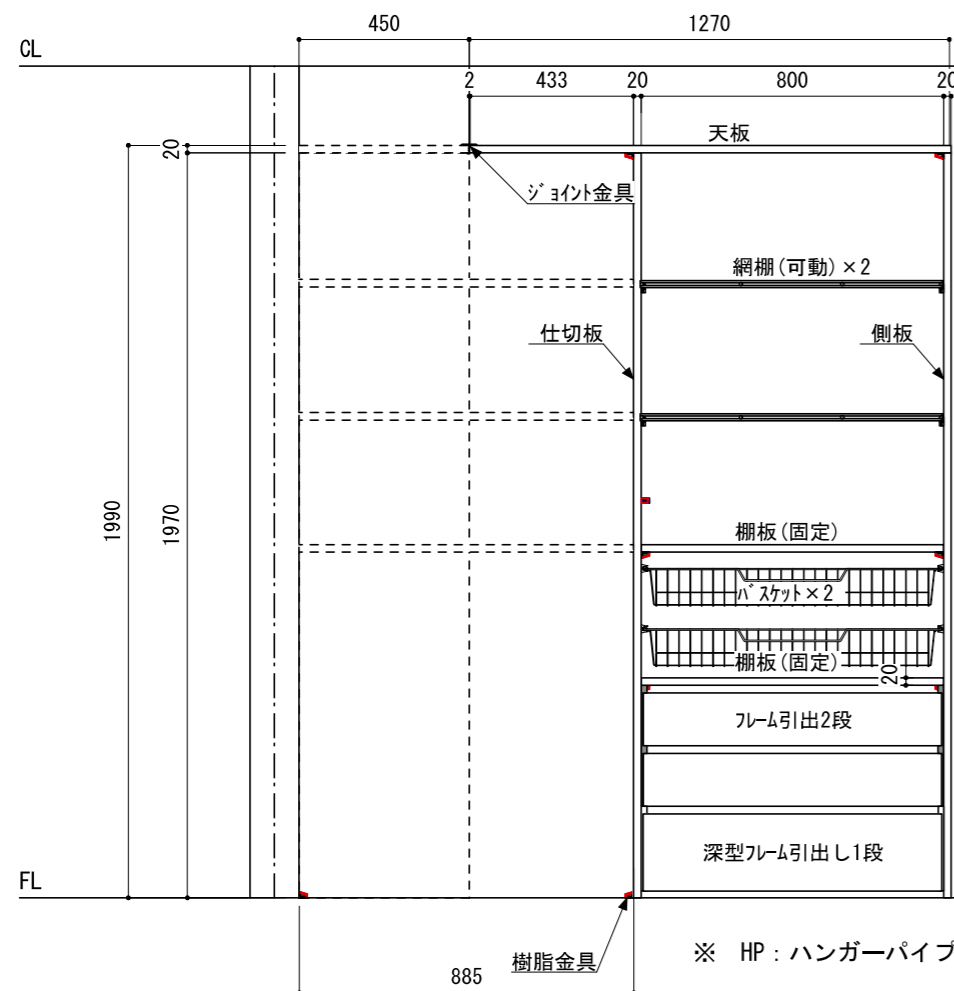 450
1270
CL
2
433
20
800
20
天板
20
ジョイント金具
網棚(可動)×2
仕切板
側板
1990
1970
棚板(固定)
バスケット×2
棚板(固定)
20
フレーム引出2段
深型フレーム引出し1段
FL
樹脂金具
※ HP:ハンガーパイプ
885